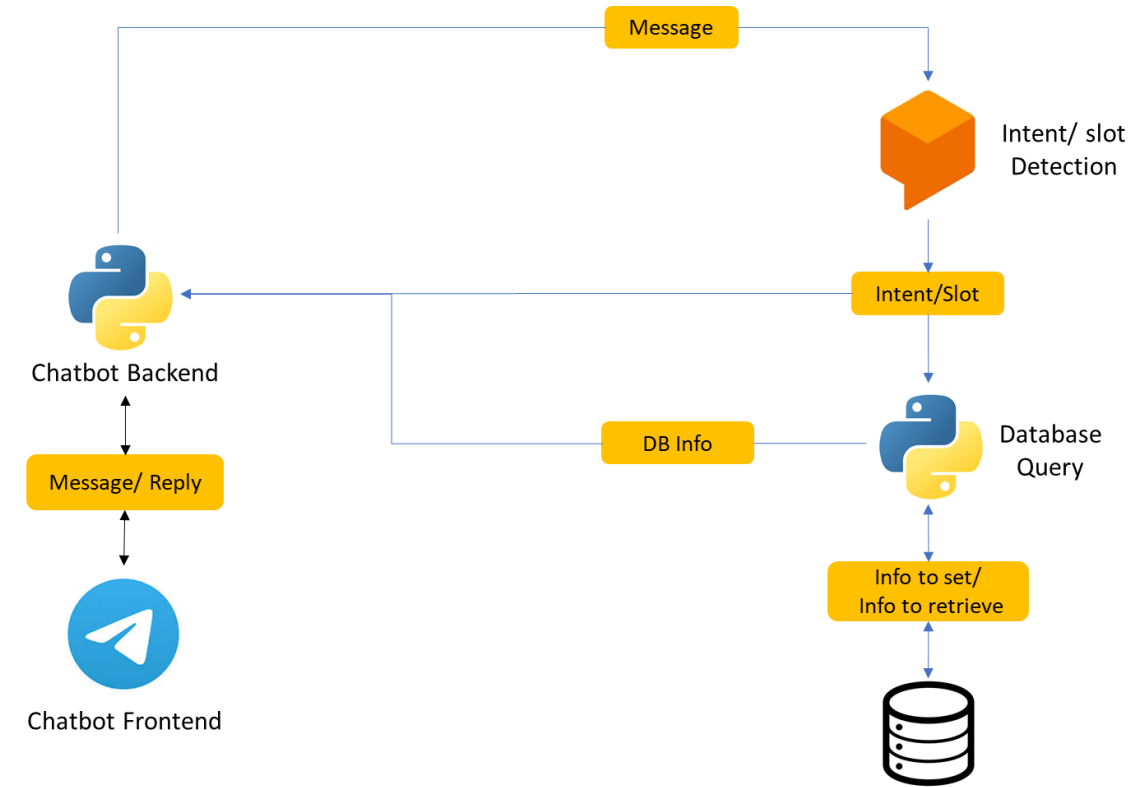 Message
Intent/ slot
Detection
Intent/Slot
Chatbot Backend
DB Info
Database
Query
Message/ Reply
Info to set/
Info to retrieve
Chatbot Frontend